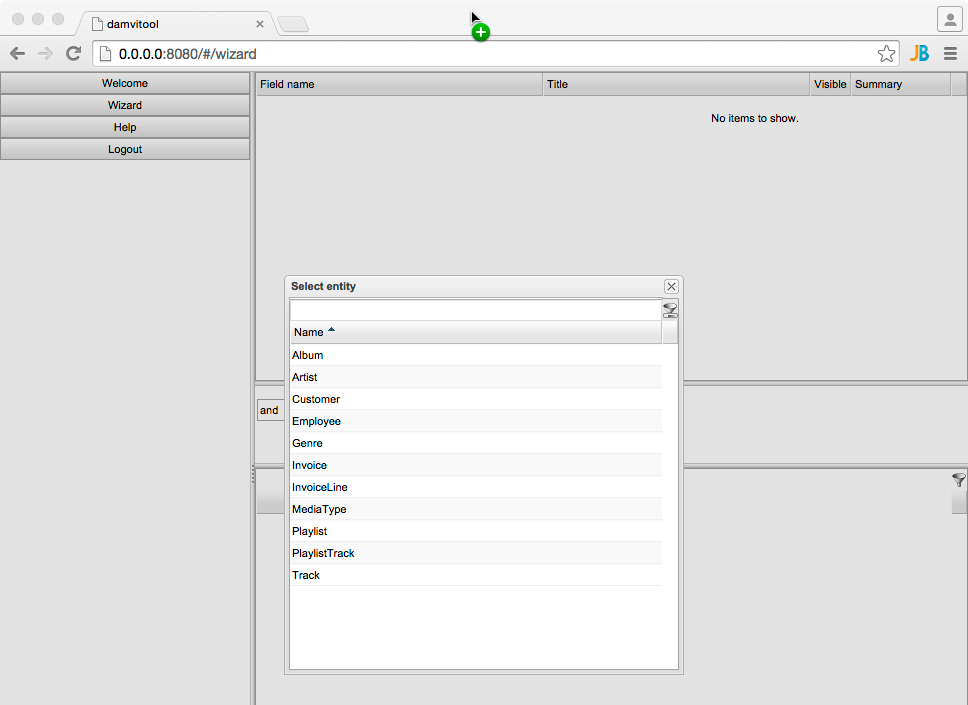 damvitool
0.0.0.0:8080/#/wizard
JB
Welcome
Wizard
Help
Logout
Field name Title Visible Summary
No items to show.
Select entity
Name
Album
Artist
Customer
Employee
Genre
Invoice
InvoiceLine
MediaType
Playlist
PlaylistTrack
Track
and